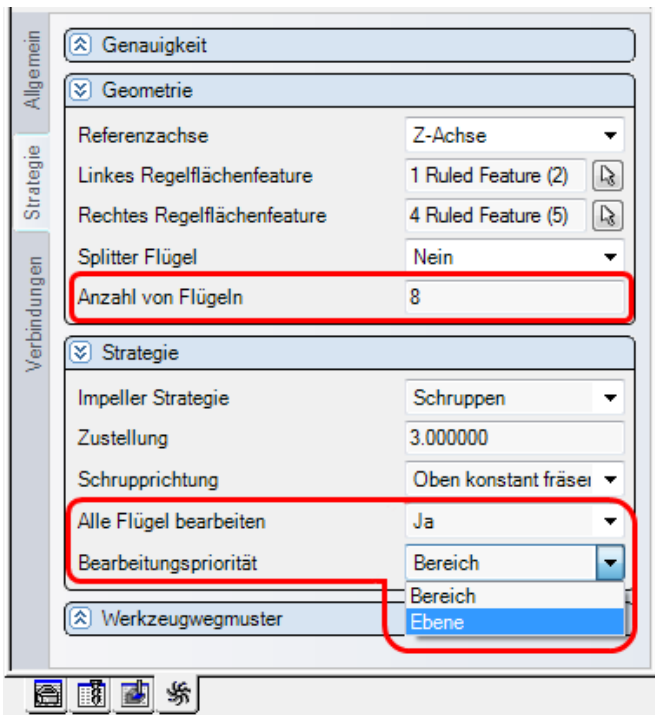 Allgemein
Strategie
Verbindungen
Genauigkeit
Geometrie
Referenzachse Z-Achse
Linkes Regelflächenfeature 1 Ruled Feature (2)
Rechtes Regelflächenfeature 4 Ruled Feature (5)
Splitter Flügel Nein
Anzahl von Flügeln 8
Strategie
Impeller Strategie Schruppen
Zustellung 3.000000
Schrupprichtung Oben konstant fräser
Alle Flügel bearbeiten Ja
Bearbeitungspriorität Bereich
Bereich
Ebene
Werkzeugwegmuster